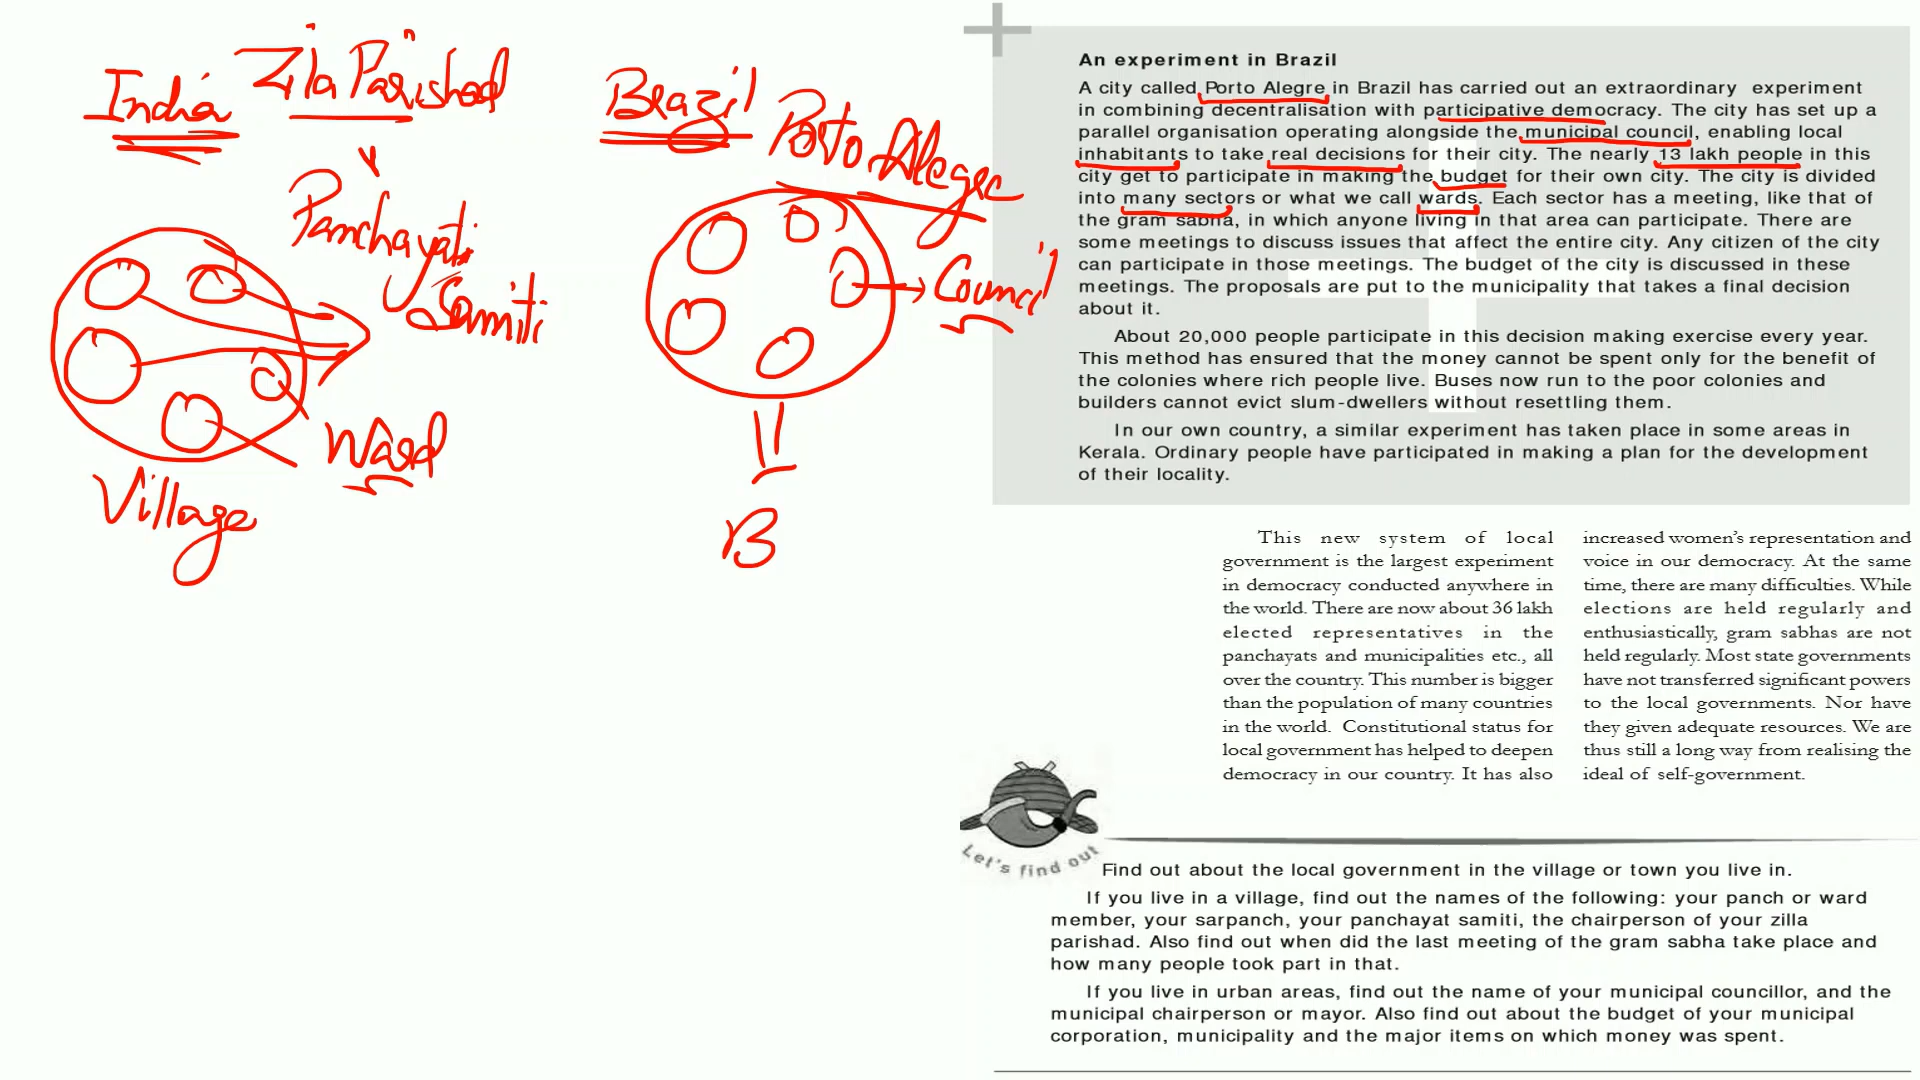 India
Zila Parishad
Panchayati
Samiti
Ward
Village
Brazil
Porto Alegre
Council
B
An experiment in Brazil
A city called Porto Alegre in Brazil has carried out an extraordinary experiment
in combining decentralisation with participative democracy. The city has set up a
parallel organisation operating alongside the municipal council, enabling local
inhabitants to take real decisions for their city. The nearly 13 lakh people in this
city get to participate in making the budget for their own city. The city is divided
into many sectors or what we call wards. Each sector has a meeting, like that of
the gram sabha, in which anyone living in that area can participate. There are
some meetings to discuss issues that affect the entire city. Any citizen of the city
can participate in those meetings. The budget of the city is discussed in these
meetings. The proposals are put to the municipality that takes a final decision
about it.
About 20,000 people participate in this decision making exercise every year.
This method has ensured that the money cannot be spent only for the benefit of
the colonies where rich people live. Buses now run to the poor colonies and
builders cannot evict slum-dwellers without resettling them.
In our own country, a similar experiment has taken place in some areas in
Kerala. Ordinary people have participated in making a plan for the development
of their locality.
This new system of local
government is the largest experiment
in democracy conducted anywhere in
the world. There are now about 36 lakh
elected representatives in the
panchayats and municipalities etc., all
over the country. This number is bigger
than the population of many countries
in the world. Constitutional status for
local government has helped to deepen
democracy in our country. It has also
increased women's representation and
voice in our democracy. At the same
time, there are many difficulties. While
elections are held regularly and
enthusiastically, gram sabhas are not
held regularly. Most state governments
have not transferred significant powers
to the local governments. Nor have
they given adequate resources. We are
thus still a long way from realising the
ideal of self-government.
Let's find out
Find out about the local government in the village or town you live in.
If you live in a village, find out the names of the following: your panch or ward
member, your sarpanch, your panchayat samiti, the chairperson of your zilla
parishad. Also find out when did the last meeting of the gram sabha take place and
how many people took part in that.
If you live in urban areas, find out the name of your municipal councillor, and the
municipal chairperson or mayor. Also find out about the budget of your municipal
corporation, municipality and the major items on which money was spent.